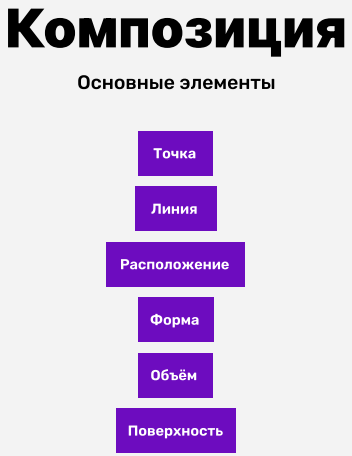 Композиция
Основные элементы
Точка
Линия
Расположение
Форма
Объём
Поверхность